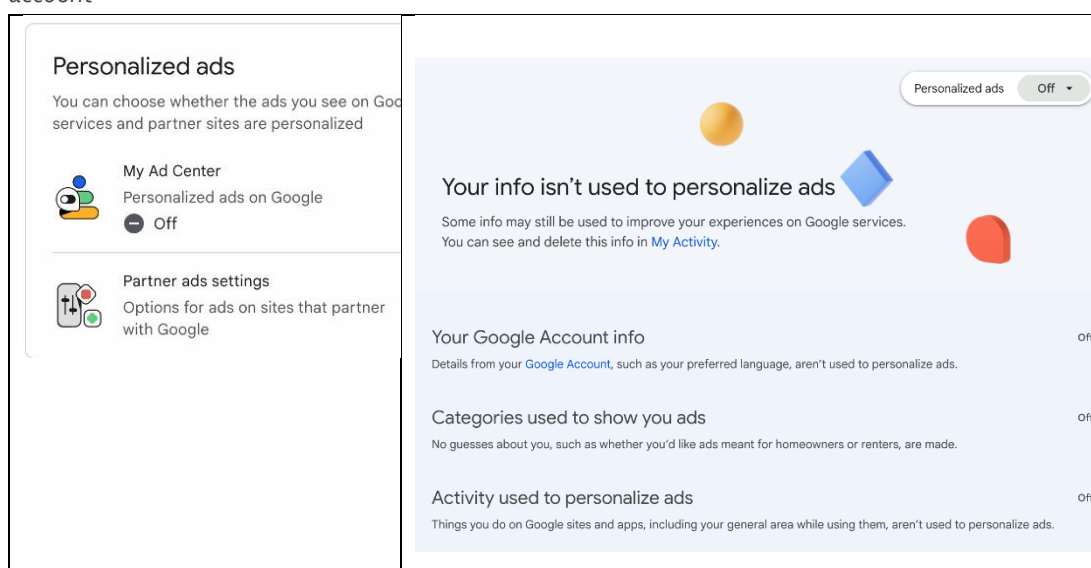 account
Personalized ads
You can choose whether the ads you see on Goo
services and partner sites are personalized
My Ad Center
Personalized ads on Google
Off
Partner ads settings
Options for ads on sites that partner
with Google
Personalized ads Off
Your info isn’t used to personalize ads
Some info may still be used to improve your experiences on Google services.
You can see and delete this info in My Activity.
Your Google Account info Off
Details from your Google Account, such as your preferred language, aren’t used to personalize ads.
Categories used to show you ads Off
No guesses about you, such as whether you’d like ads meant for homeowners or renters, are made.
Activity used to personalize ads Off
Things you do on Google sites and apps, including your general area while using them, aren’t used to personalize ads.